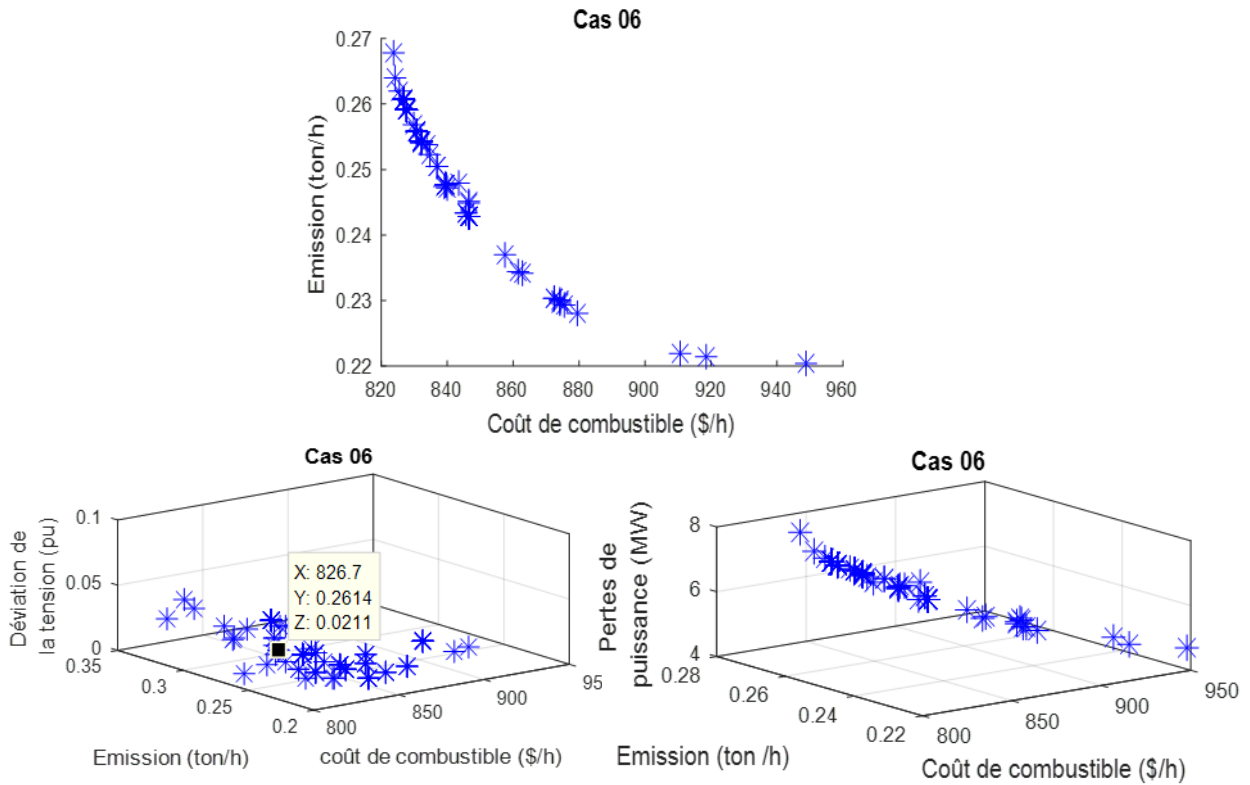 Cas 06
0.27
0.26
0.25
0.24
0.23
0.22
Emission (ton/h)
820 840 860 880 900 920 940 960
Coût de combustible ($/h)
Cas 06
0.1
0.05
0
Déviation de
la tension (pu)
X: 826.7
Y: 0.2614
Z: 0.0211
0.35
0.3
0.25
0.2
800
850
900
95
Emission (ton/h)
coût de combustible ($/h)
Cas 06
8
6
4
Pertes de
puissance (MW)
0.28
0.26
0.24
0.22
800
850
900
950
Emission (ton /h)
Coût de combustible ($/h)